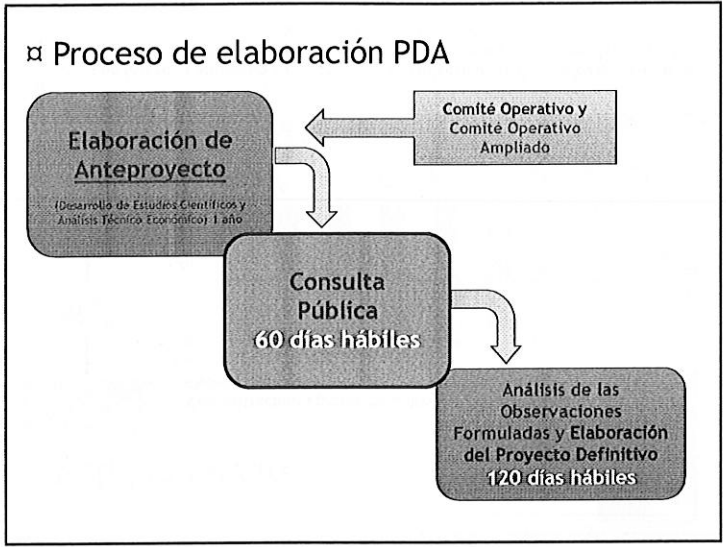 ¤ Proceso de elaboración PDA
Comité Operativo y
Comité Operativo
Ampliado
Elaboración de
Anteproyecto
(Desarrollo de Estudios Científicos y
Análisis Técnico Económico) 1 año
Consulta
Pública
60 días hábiles
Análisis de las
Observaciones
Formuladas y Elaboración
del Proyecto Definitivo
120 días hábiles